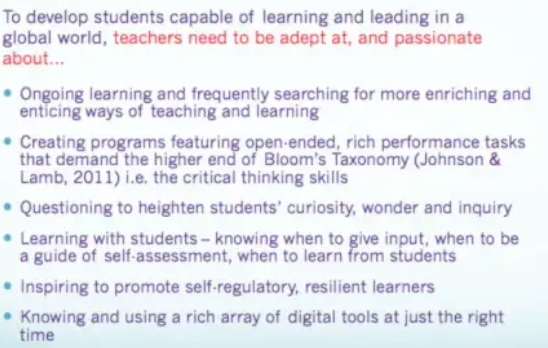 To develop students capable of learning and leading in a
global world, teachers need to be adept at, and passionate
about...
• Ongoing learning and frequently searching for more enriching and
enticing ways of teaching and learning
• Creating programs featuring open-ended, rich performance tasks
that demand the higher end of Bloom's Taxonomy (Johnson &
Lamb, 2011) i.e. the critical thinking skills
• Questioning to heighten students' curiosity, wonder and inquiry
• Learning with students – knowing when to give input, when to be
a guide of self-assessment, when to learn from students
• Inspiring to promote self-regulatory, resilient learners
• Knowing and using a rich array of digital tools at just the right
time